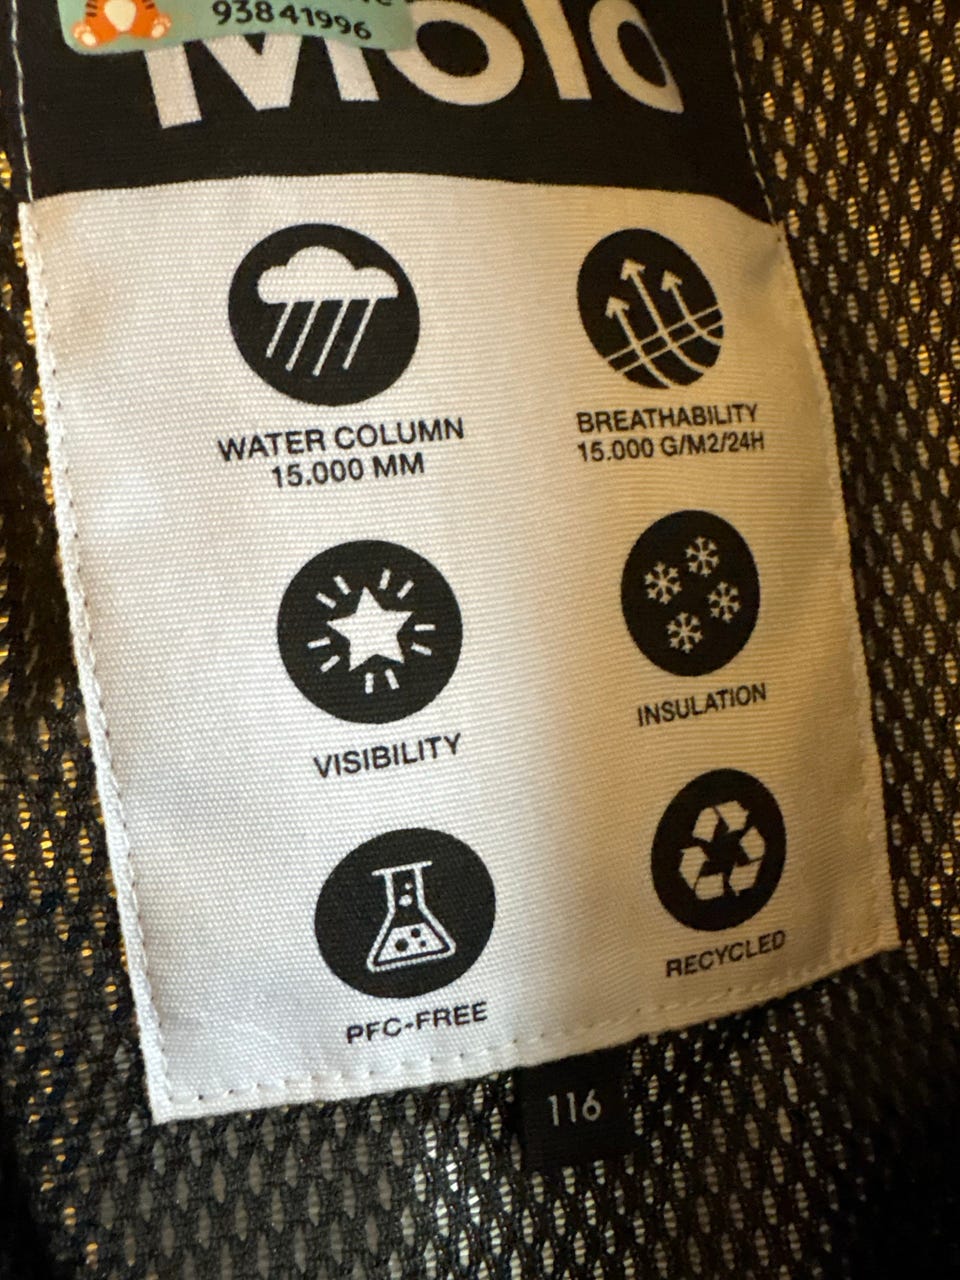 93841996
Molo
WATER COLUMN
15.000 MM
BREATHABILITY
15.000 G/M2/24H
VISIBILITY
INSULATION
PFC-FREE
RECYCLED
116